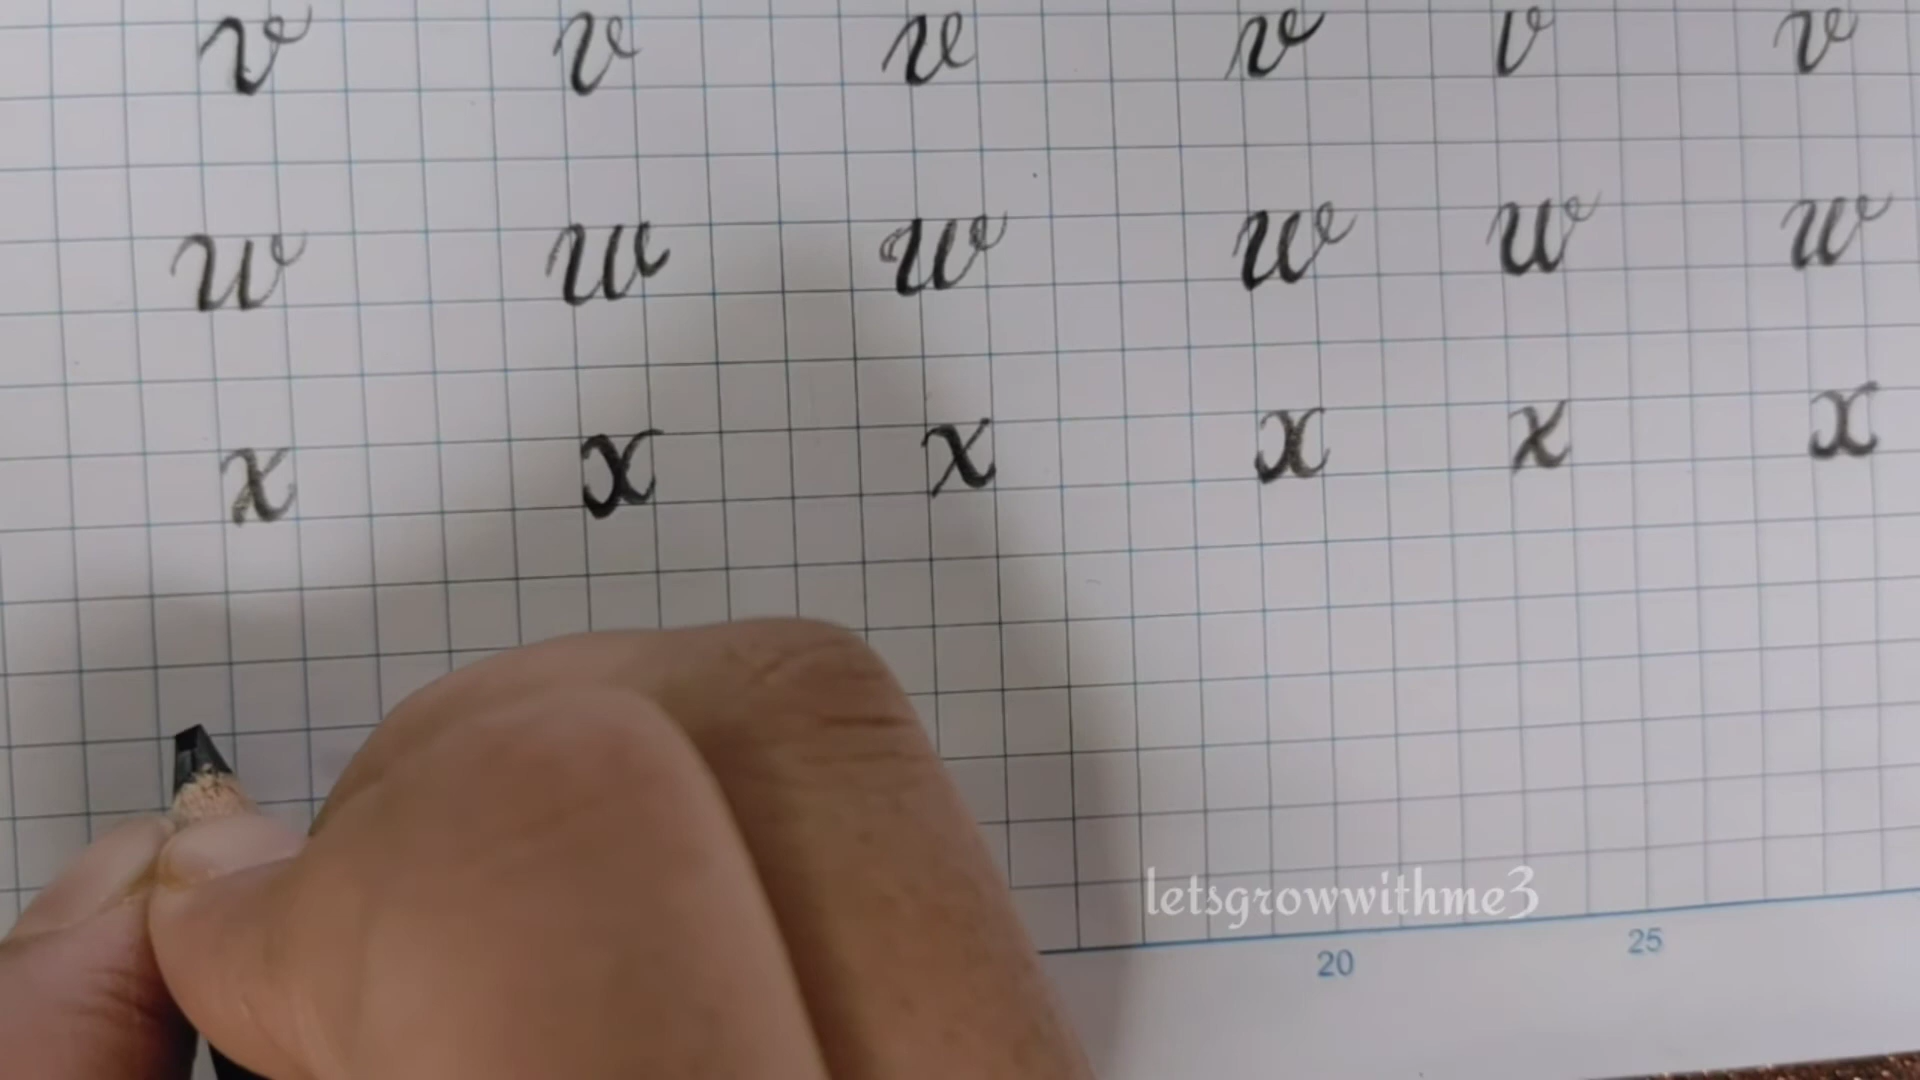 v v v v v v
w w w w w w
x x x x x x
letsgrowwithme3
20 25